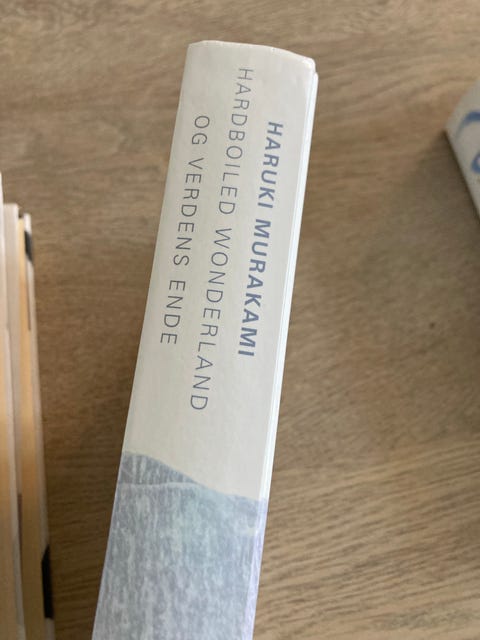 HARUKI MURAKAMI
HARDBOILED WONDERLAND
OG VERDENS ENDE